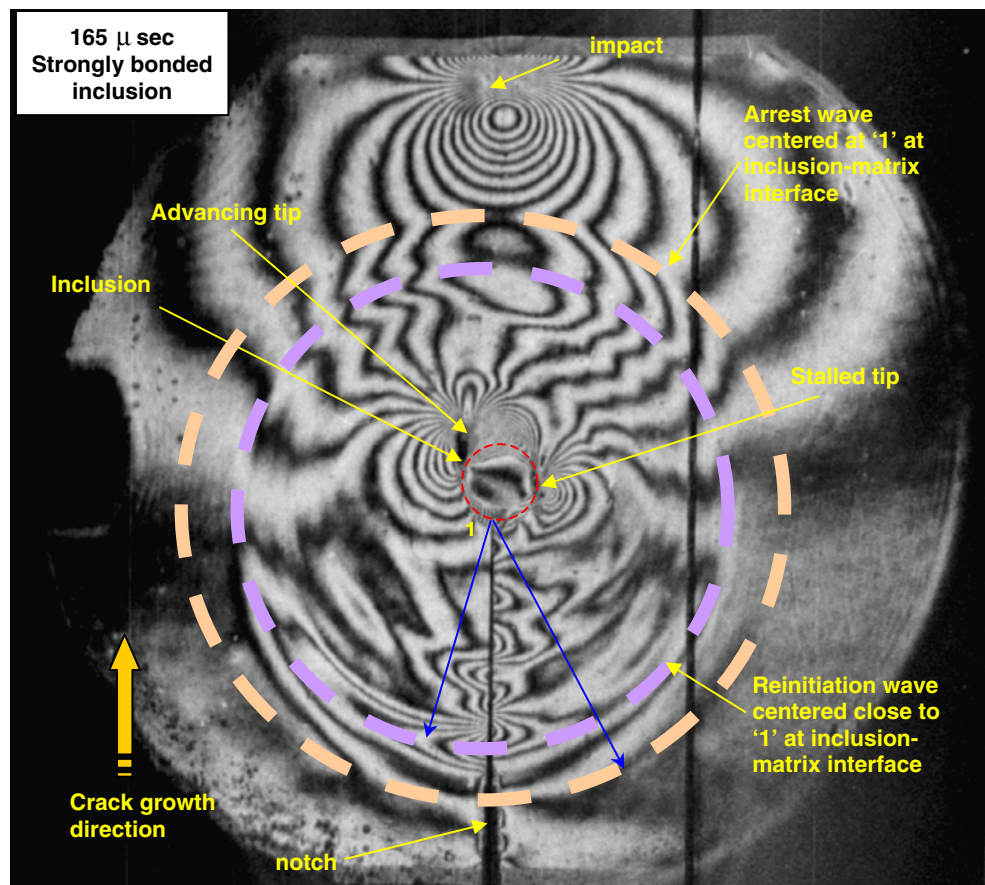 165 μ sec
Strongly bonded
inclusion
impact
Arrest wave
centered at ‘1’ at
inclusion-matrix
interface
Advancing tip
Inclusion
Stalled tip
1
Reinitiation wave
centered close to
‘1’ at inclusion-
matrix interface
Crack growth
direction
notch